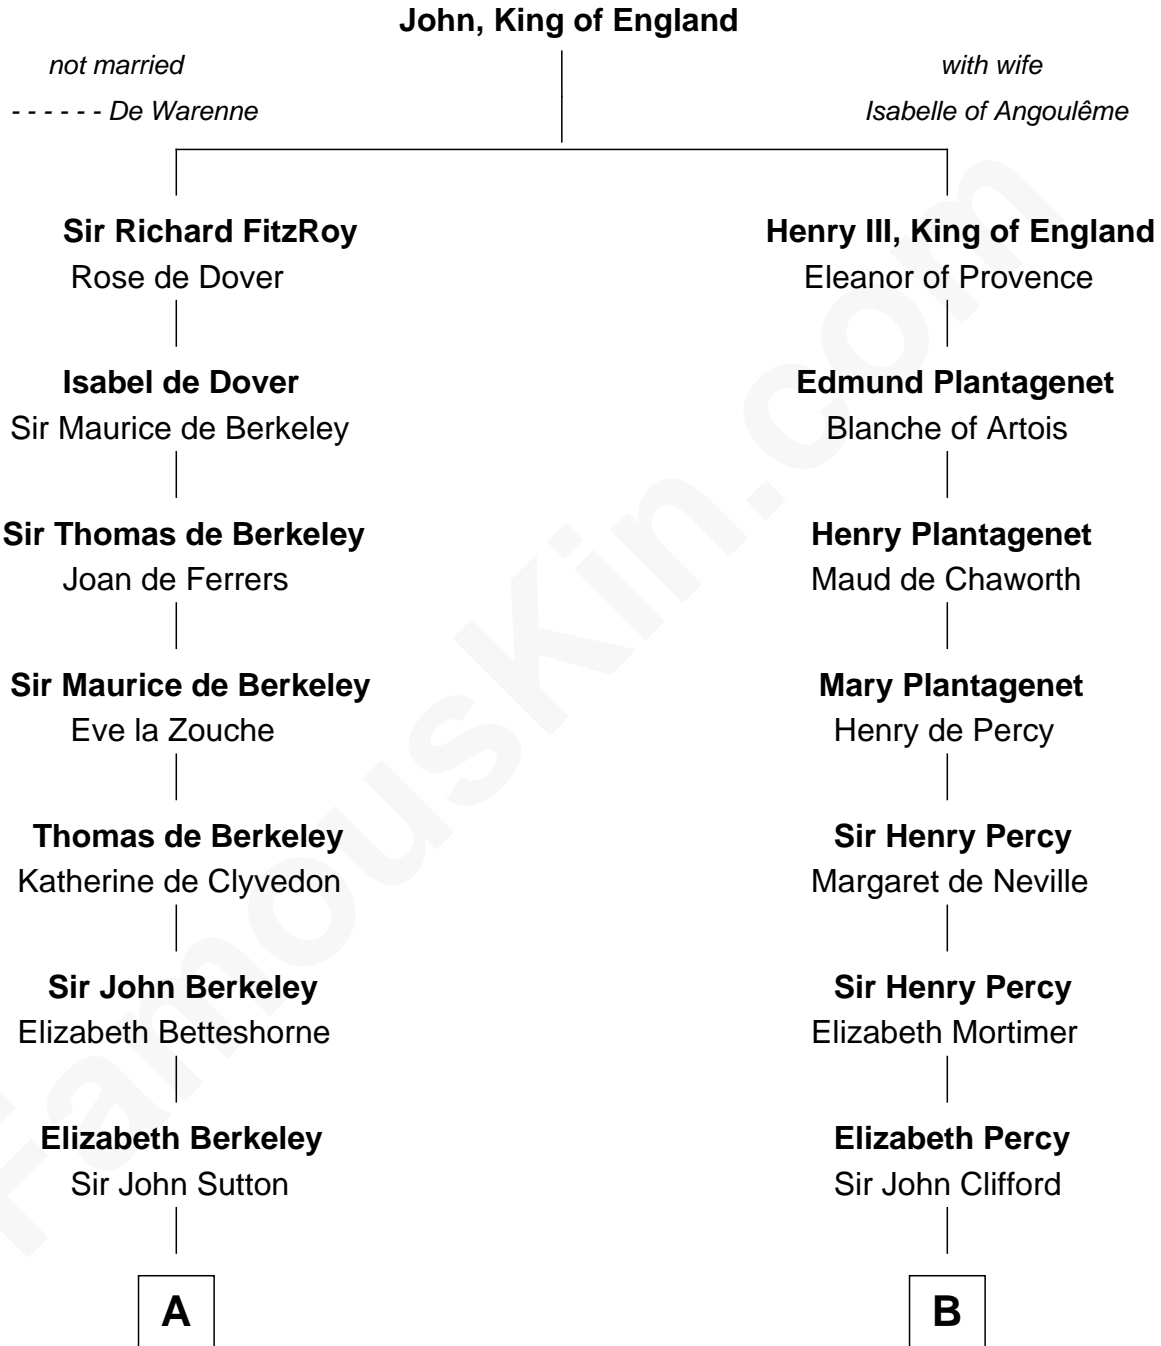 John, King of England
not married
- - - - - - De Warenne
with wife
Isabelle of Angoulême
Sir Richard FitzRoy
Rose de Dover
Henry III, King of England
Eleanor of Provence
Isabel de Dover
Sir Maurice de Berkeley
Edmund Plantagenet
Blanche of Artois
Sir Thomas de Berkeley
Joan de Ferrers
Henry Plantagenet
Maud de Chaworth
Sir Maurice de Berkeley
Eve la Zouche
Mary Plantagenet
Henry de Percy
Thomas de Berkeley
Katherine de Clyvedon
Sir Henry Percy
Margaret de Neville
Sir John Berkeley
Elizabeth Betteshorne
Sir Henry Percy
Elizabeth Mortimer
Elizabeth Berkeley
Sir John Sutton
Elizabeth Percy
Sir John Clifford
A
B
FamousKin.com